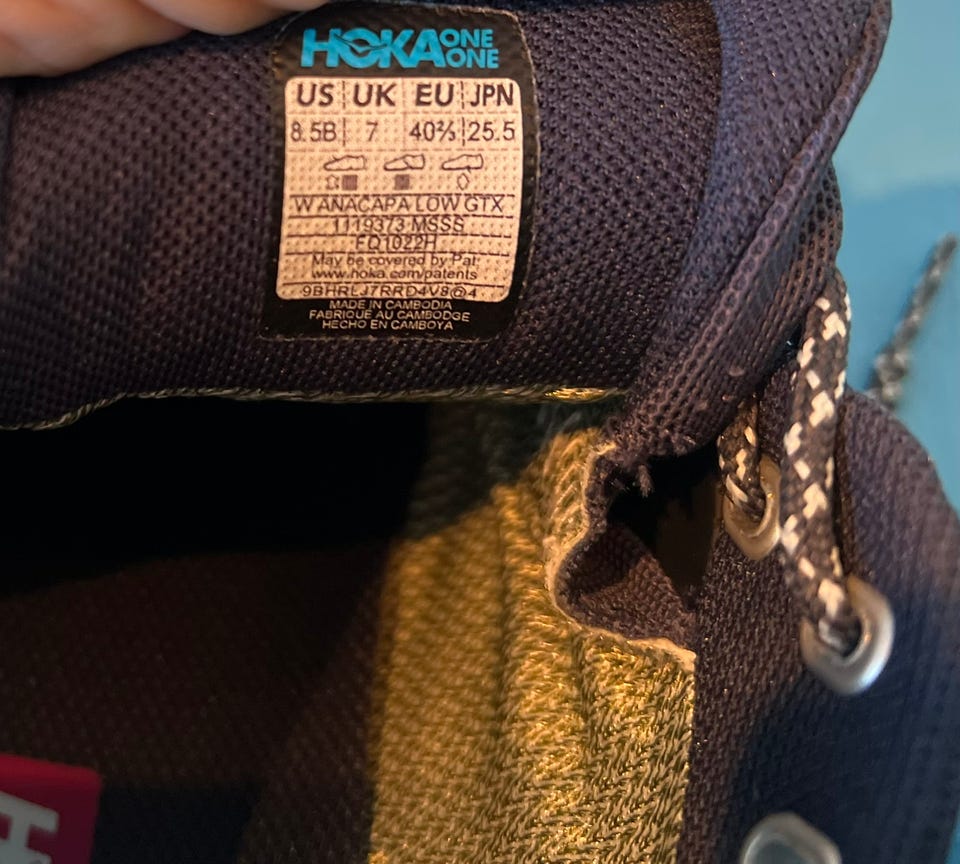 HOKA ONE ONE
US UK EU JPN
8.5B 7 40⅔ 25.5
W ANACAPA LOW GTX
1119373 MSSS
FQ1022H
May be covered by Pat.
www.hoka.com/patents
9BHRLJ7RRD4V8@4
MADE IN CAMBODIA
FABRIQUE AU CAMBODGE
HECHO EN CAMBOYA
H